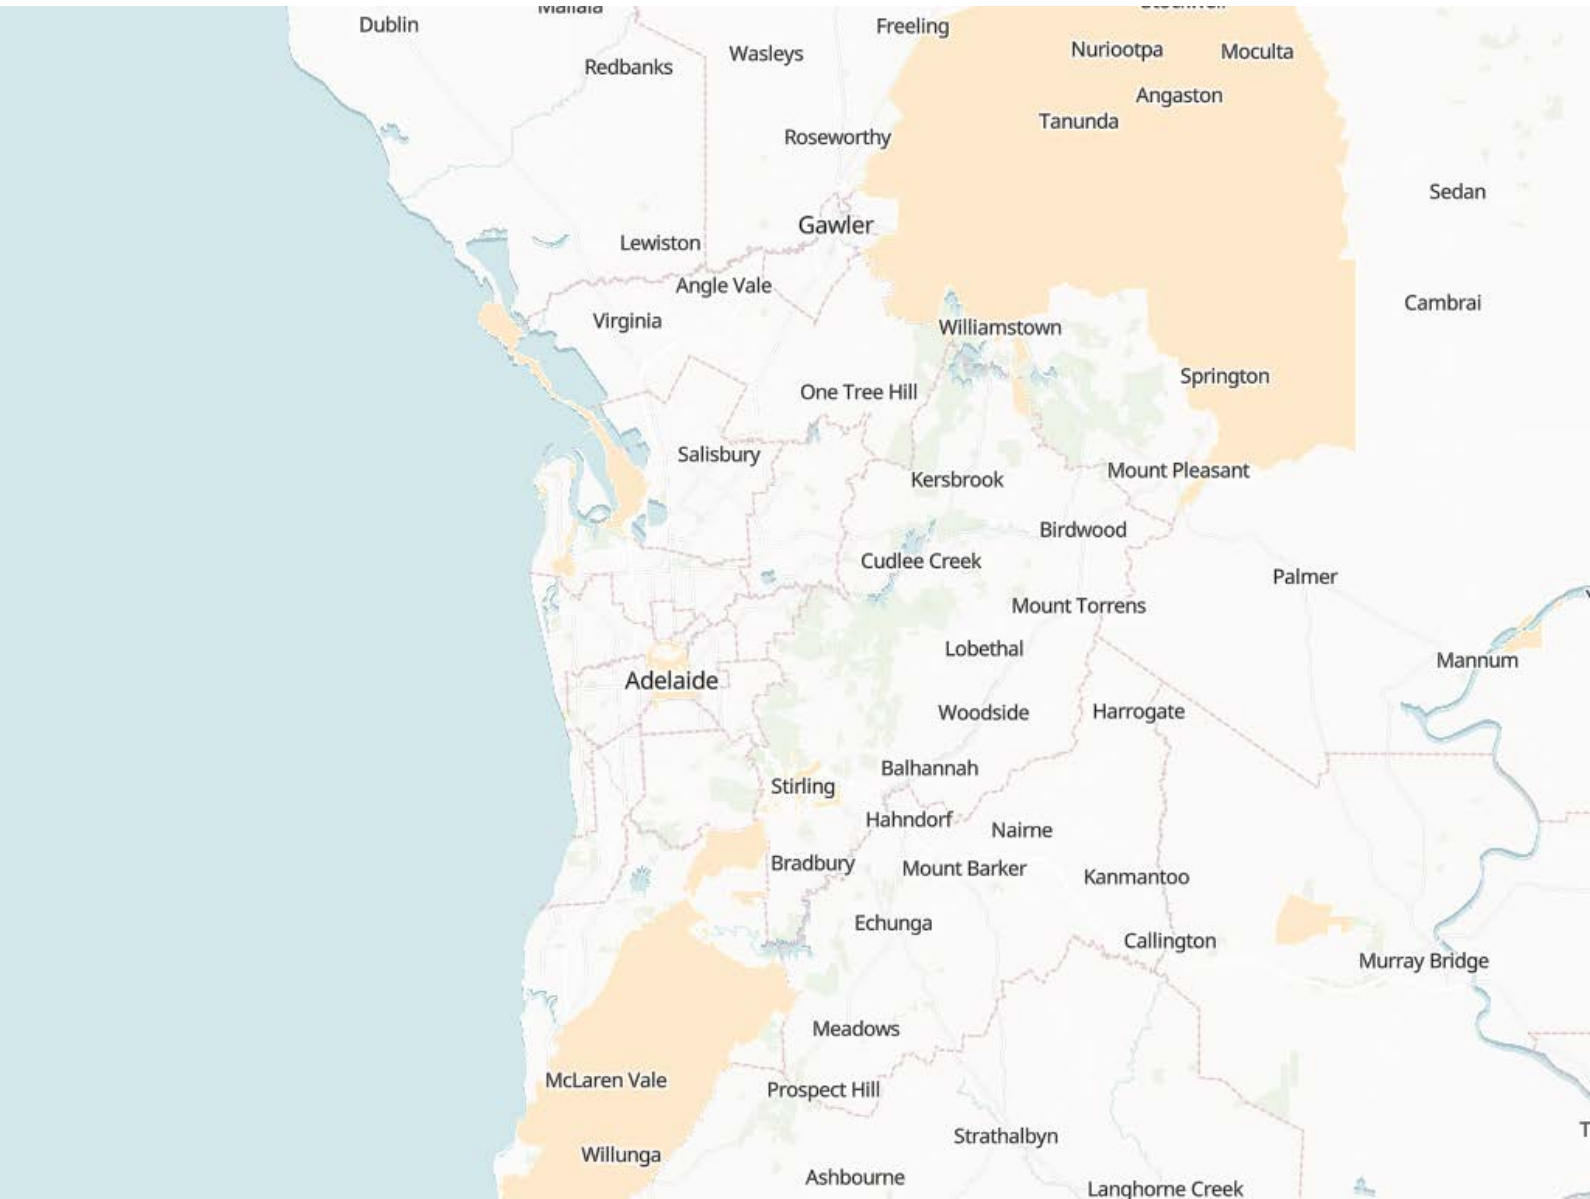 Dublin
Mallala
Redbanks
Wasleys
Freeling
Stockwell
Nuriootpa
Moculta
Angaston
Tanunda
Roseworthy
Sedan
Gawler
Lewiston
Angle Vale
Virginia
Williamstown
Cambrai
One Tree Hill
Springton
Salisbury
Kersbrook
Mount Pleasant
Birdwood
Cudlee Creek
Palmer
Mount Torrens
Lobethal
Mannum
Adelaide
Woodside
Harrogate
Balhannah
Stirling
Hahndorf
Nairne
Bradbury
Mount Barker
Kanmantoo
Echunga
Callington
Murray Bridge
Meadows
McLaren Vale
Prospect Hill
Strathalbyn
Willunga
Ashbourne
Langhorne Creek